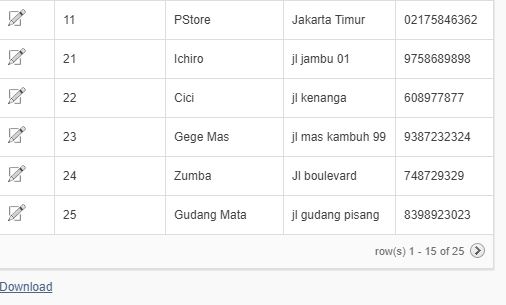 11 PStore Jakarta Timur 02175846362
21 Ichiro jl jambu 01 9758689898
22 Cici jl kenanga 608977877
23 Gege Mas jl mas kambuh 99 9387232324
24 Zumba Jl boulevard 748729329
25 Gudang Mata jl gudang pisang 8398923023
row(s) 1 - 15 of 25
Download